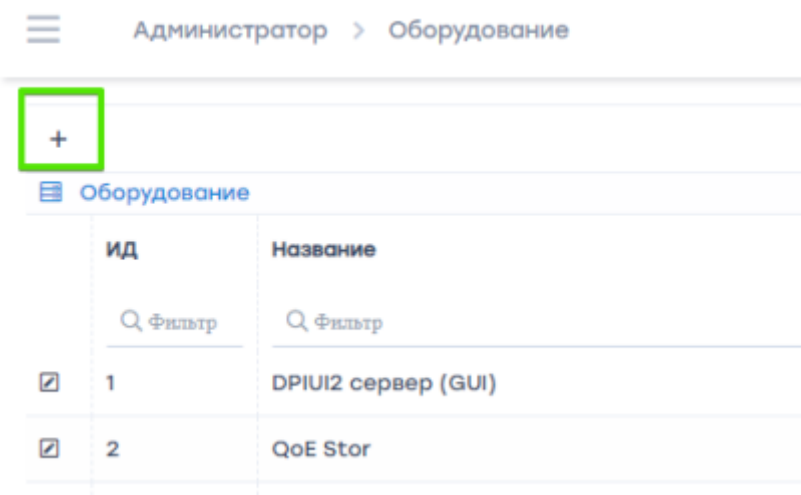 Администратор > Оборудование
+
Оборудование
ИД Название
Фильтр Фильтр
1 DPIUI2 сервер (GUI)
2 QoE Stor